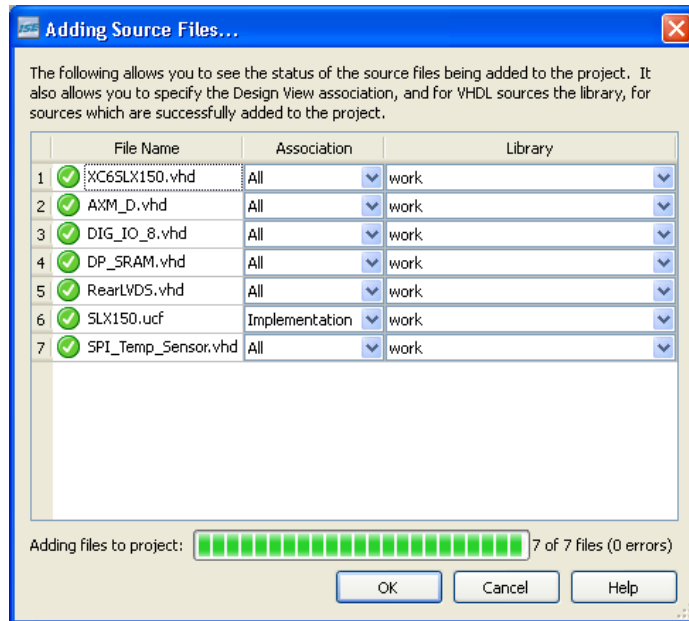 ISE Adding Source Files...
The following allows you to see the status of the source files being added to the project. It
also allows you to specify the Design View association, and for VHDL sources the library, for
sources which are successfully added to the project.
File Name Association Library
1 XC6SLX150.vhd All work
2 AXM_D.vhd All work
3 DIG_IO_8.vhd All work
4 DP_SRAM.vhd All work
5 RearLVDS.vhd All work
6 SLX150.ucf Implementation work
7 SPI_Temp_Sensor.vhd All work
Adding files to project: 7 of 7 files (0 errors)
OK Cancel Help